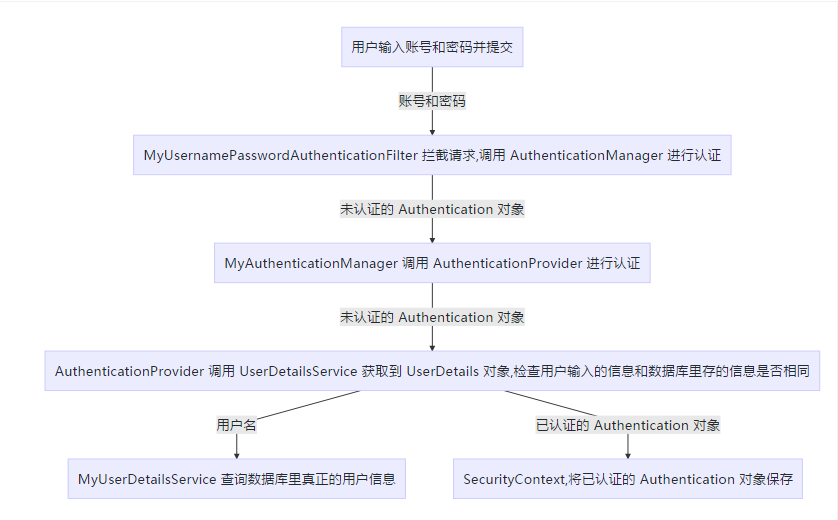 用户输入账号和密码并提交
账号和密码
MyUsernamePasswordAuthenticationFilter 拦截请求,调用 AuthenticationManager 进行认证
未认证的 Authentication 对象
MyAuthenticationManager 调用 AuthenticationProvider 进行认证
未认证的 Authentication 对象
AuthenticationProvider 调用 UserDetailsService 获取到 UserDetails 对象,检查用户输入的信息和数据库里存的信息是否相同
用户名
已认证的 Authentication 对象
MyUserDetailsService 查询数据库里真正的用户信息
SecurityContext,将已认证的 Authentication 对象保存